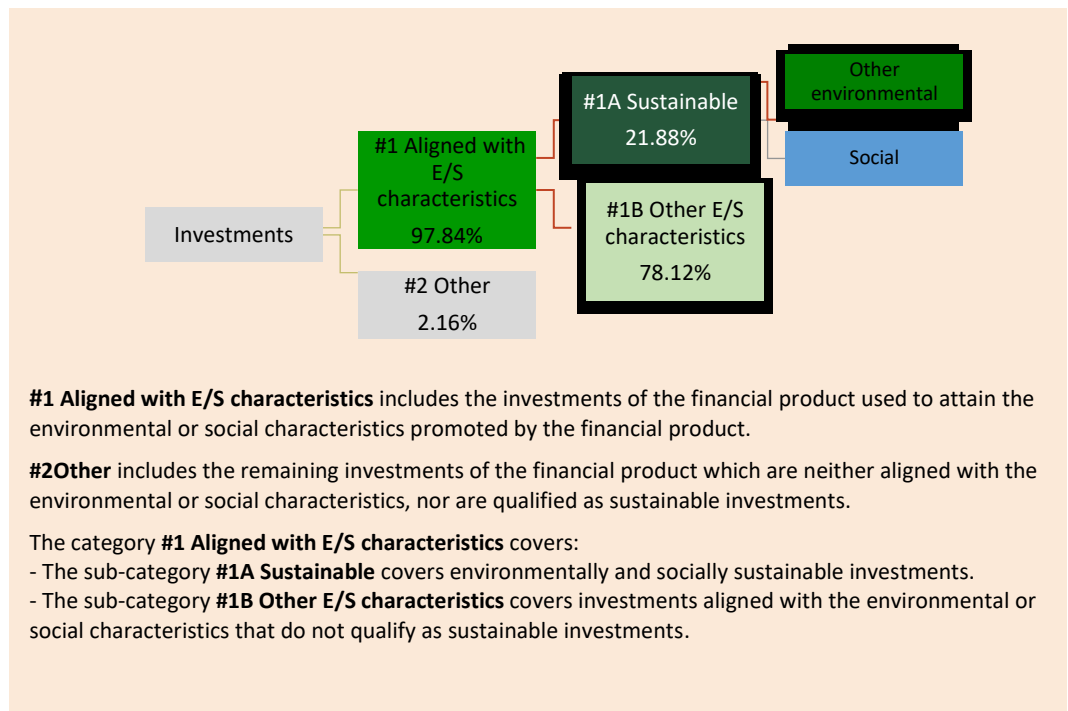 Other
environmental
#1A Sustainable
21.88%
Social
#1 Aligned with
E/S
characteristics
97.84%
#1B Other E/S
characteristics
78.12%
Investments
#2 Other
2.16%
#1 Aligned with E/S characteristics includes the investments of the financial product used to attain the
environmental or social characteristics promoted by the financial product.
#2Other includes the remaining investments of the financial product which are neither aligned with the
environmental or social characteristics, nor are qualified as sustainable investments.
The category #1 Aligned with E/S characteristics covers:
- The sub-category #1A Sustainable covers environmentally and socially sustainable investments.
- The sub-category #1B Other E/S characteristics covers investments aligned with the environmental or
social characteristics that do not qualify as sustainable investments.